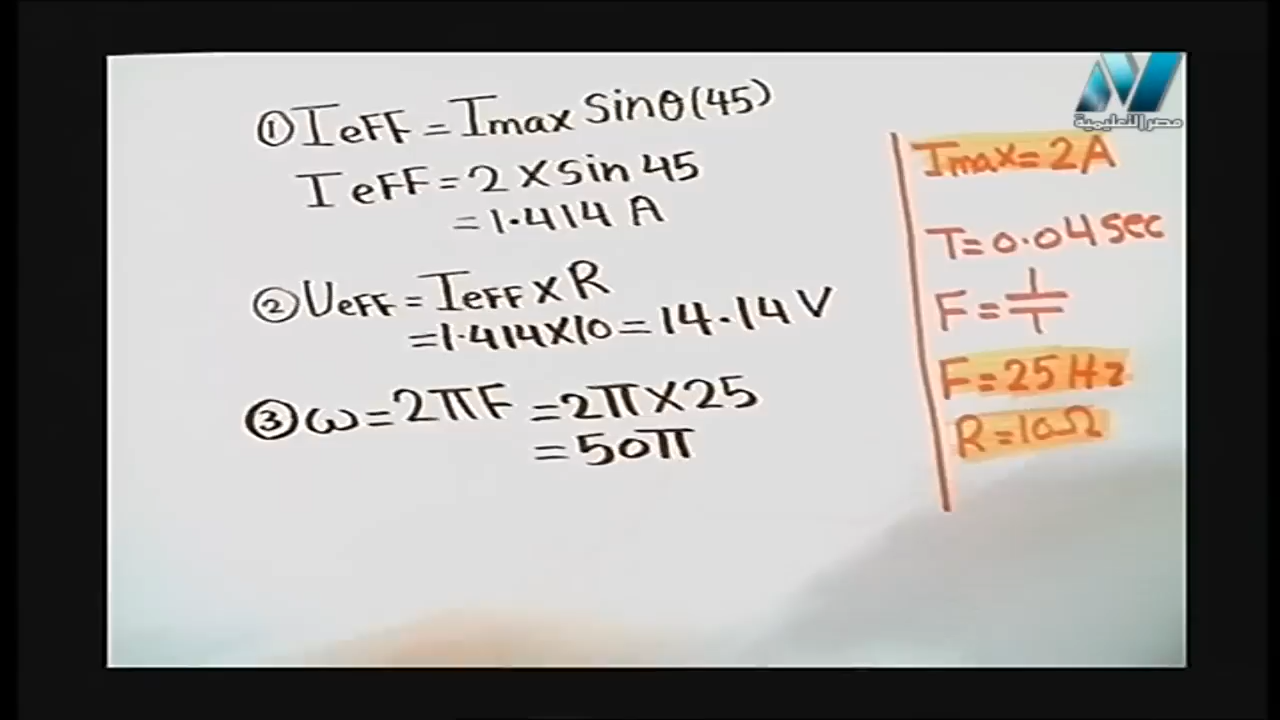 ① Ieff = Imax Sinθ(45)
Ieff = 2 X Sin 45
= 1.414 A
② Veff = Ieff X R
= 1.414 X 10 = 14.14 V
③ ω = 2πF = 2π X 25
= 50π
مصر التعليمية
Imax = 2A
T = 0.04 sec
F = 1/T
F = 25 Hz
R = 10Ω